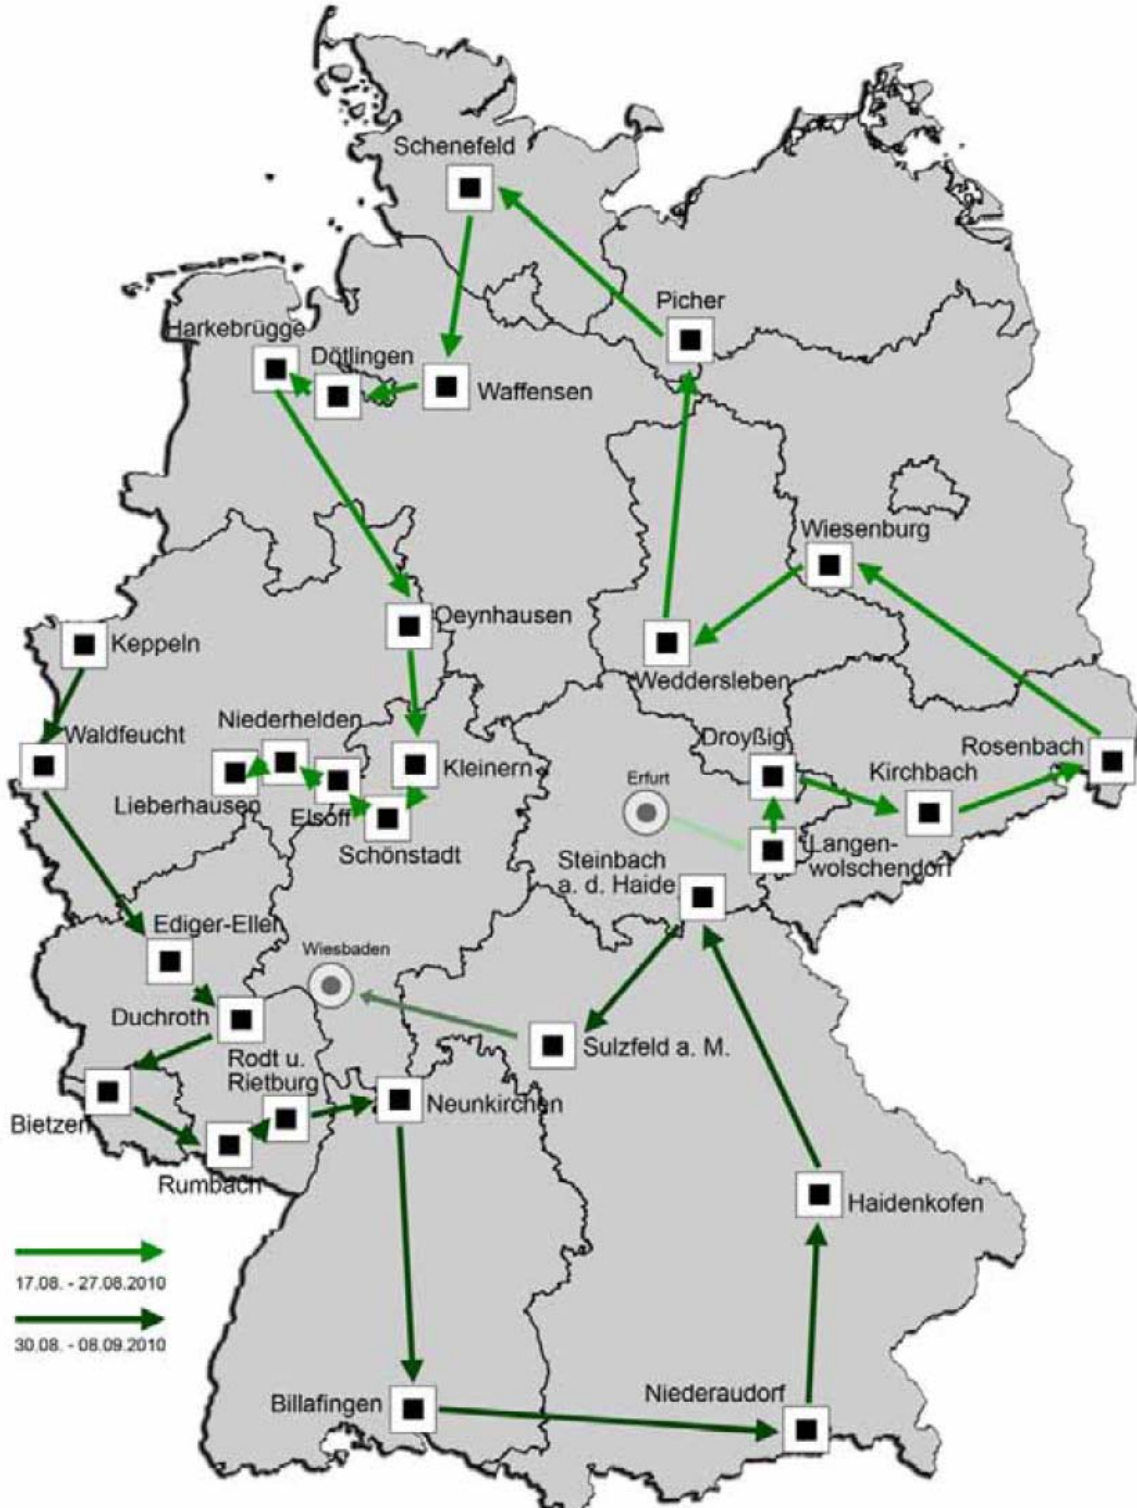 Schenefeld
Picher
Harkebrügge
Dötlingen
Waffensen
Wiesenburg
Oeynhausen
Keppeln
Weddersleben
Niederhelden
Waldfeucht
Droyßig
Rosenbach
Kleinern
Kirchbach
Erfurt
Lieberhausen
Elsoff
Schönstadt
Langen-
wolschendorf
Steinbach
a. d. Haide
Ediger-Eller
Wiesbaden
Duchroth
Sulzfeld a. M.
Rodt u.
Rietburg
Neunkirchen
Bietzen
Rumbach
Haidenkofen
17.08. - 27.08.2010
30.08. - 08.09.2010
Niederaudorf
Billafingen